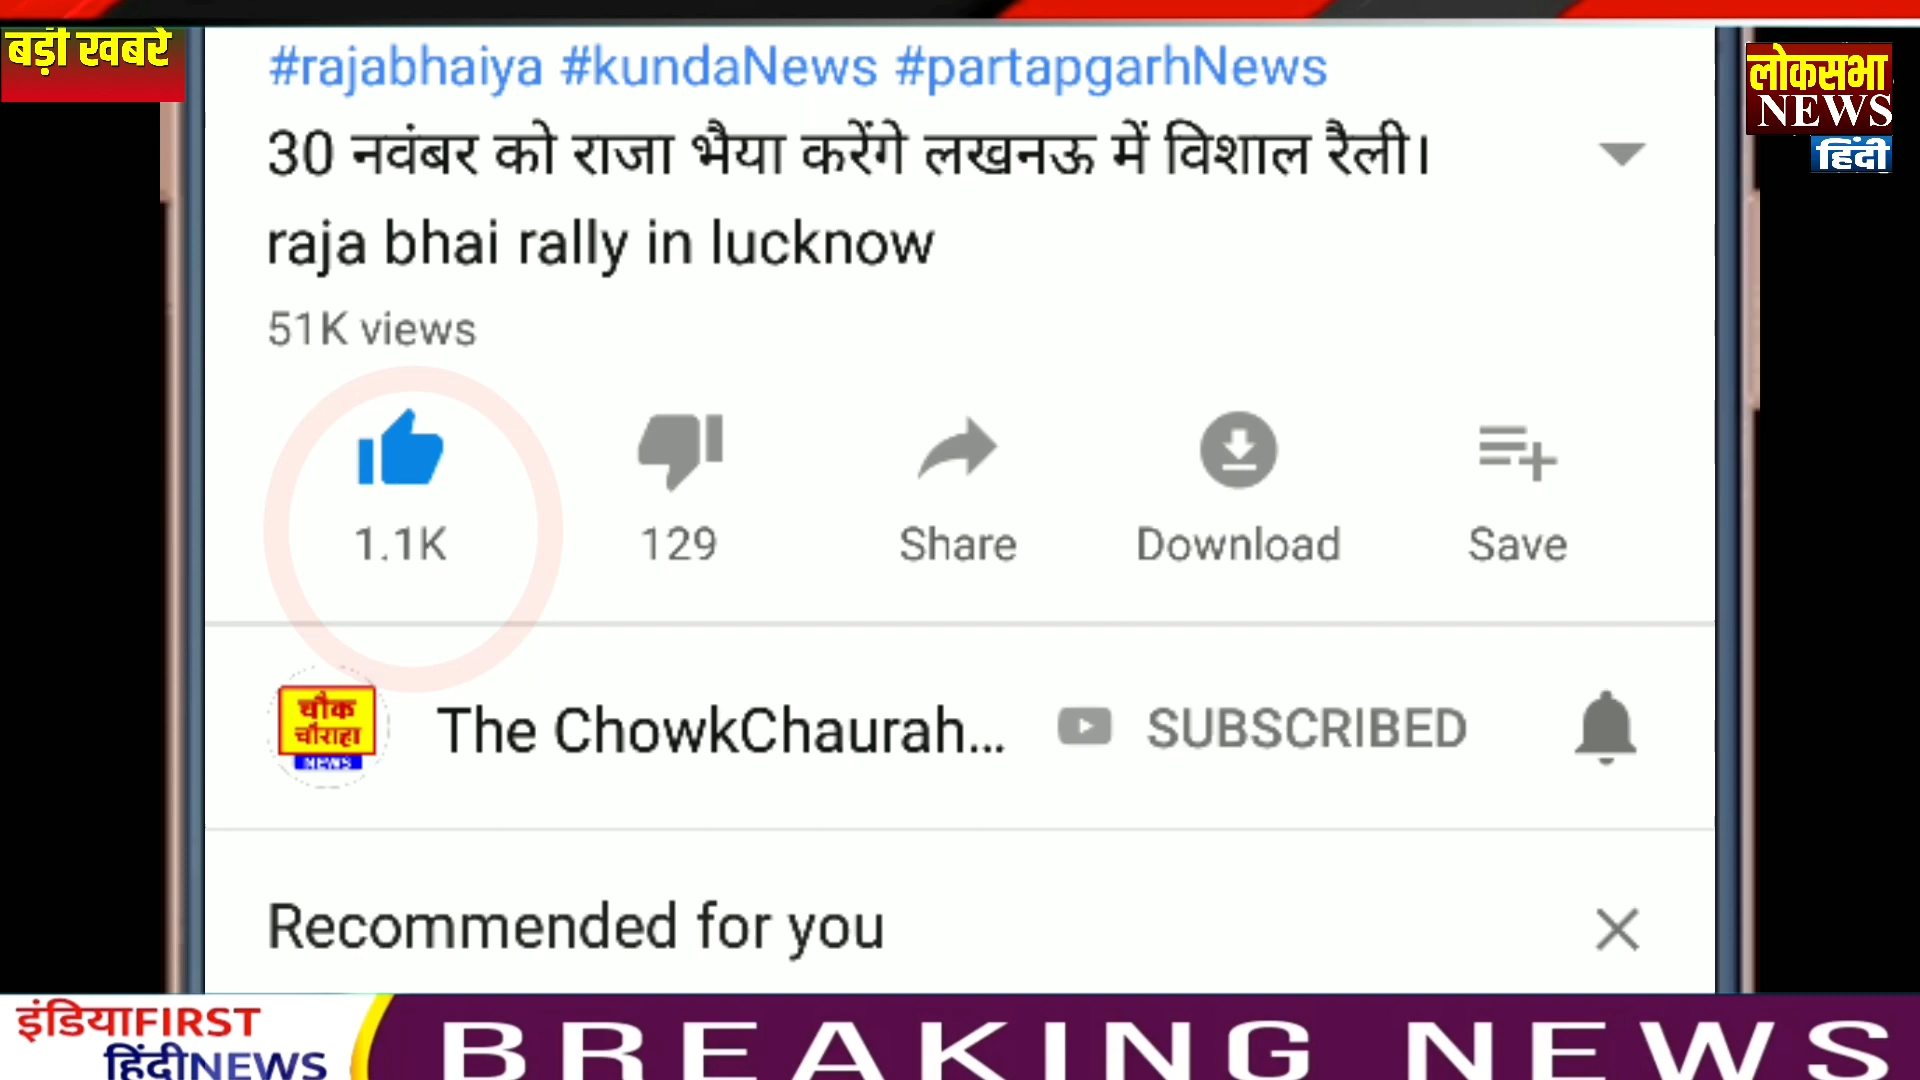 बड़ी खबरे
लोकसभा
NEWS
हिंदी
#rajabhaiya #kundaNews #partapgarhNews
30 नवंबर को राजा भैया करेंगे लखनऊ में विशाल रैली।
raja bhai rally in lucknow
51K views
1.1K
129
Share
Download
Save
चौक
चौराहा
NEWS
The ChowkChaurah...
SUBSCRIBED
Recommended for you
इंडियाFIRST
हिंदीNEWS
BREAKING NEWS